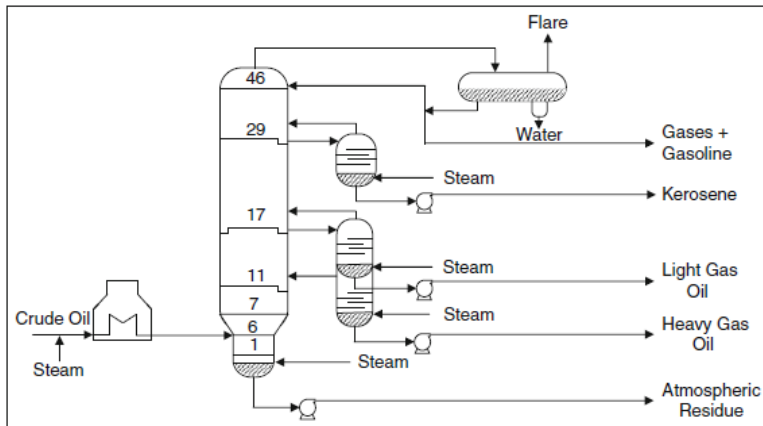 Flare
46
Water
Gases +
Gasoline
29
Steam
Kerosene
17
Steam
11
Light Gas
Oil
7
Steam
Heavy Gas
Oil
Crude Oil
6
1
Steam
Steam
Atmospheric
Residue